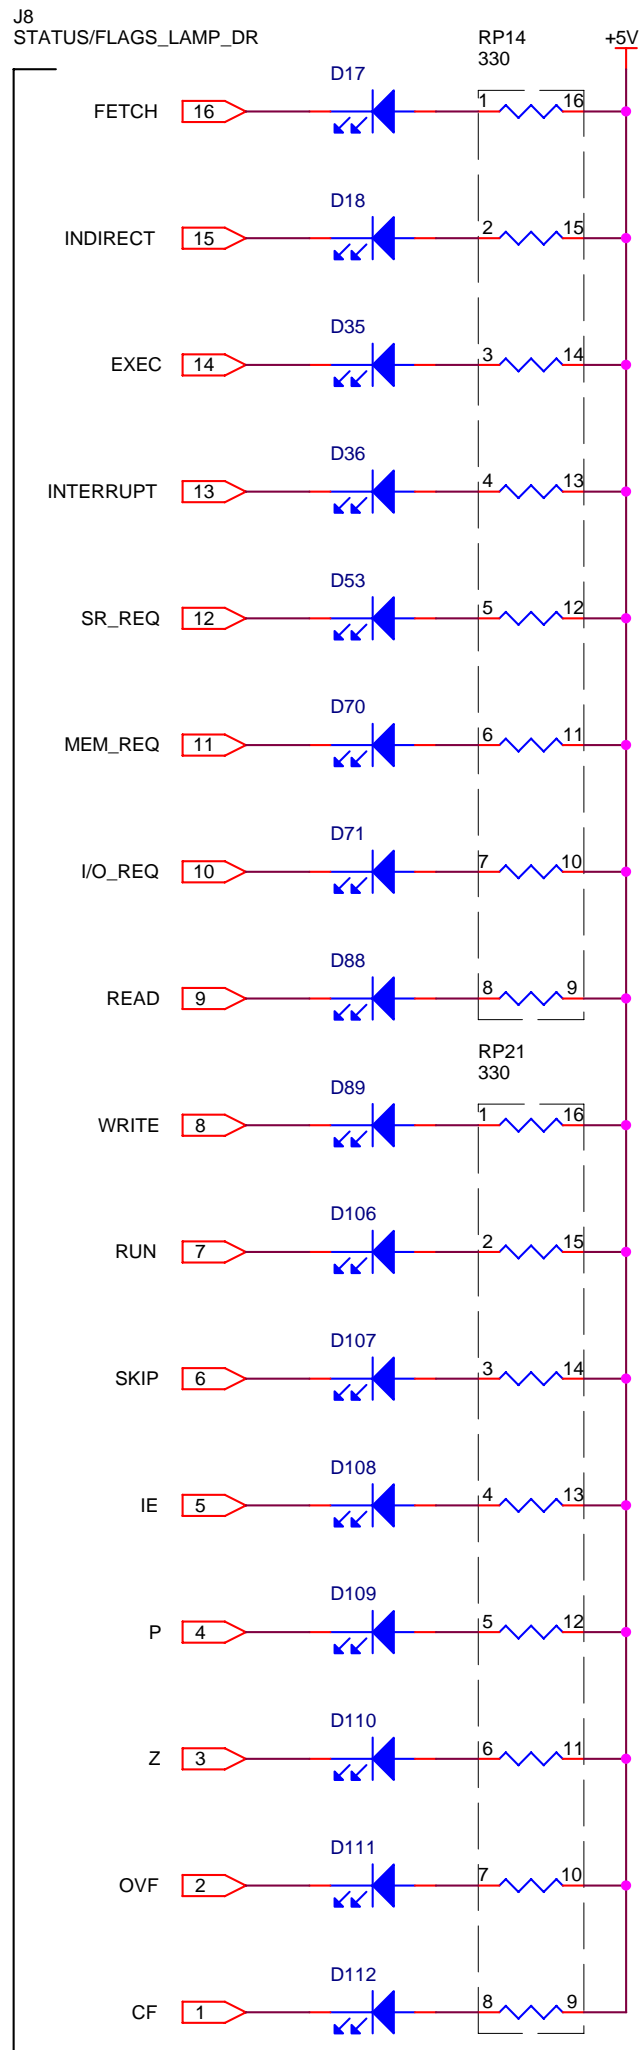 J8
STATUS/FLAGS_LAMP_DR
RP14
330
+5V
D17
FETCH 16 1 16
D18
INDIRECT 15 2 15
D35
EXEC 14 3 14
D36
INTERRUPT 13 4 13
D53
SR_REQ 12 5 12
D70
MEM_REQ 11 6 11
D71
I/O_REQ 10 7 10
D88
READ 9 8 9
RP21
330
D89
WRITE 8 1 16
D106
RUN 7 2 15
D107
SKIP 6 3 14
D108
IE 5 4 13
D109
P 4 5 12
D110
Z 3 6 11
D111
OVF 2 7 10
D112
CF 1 8 9